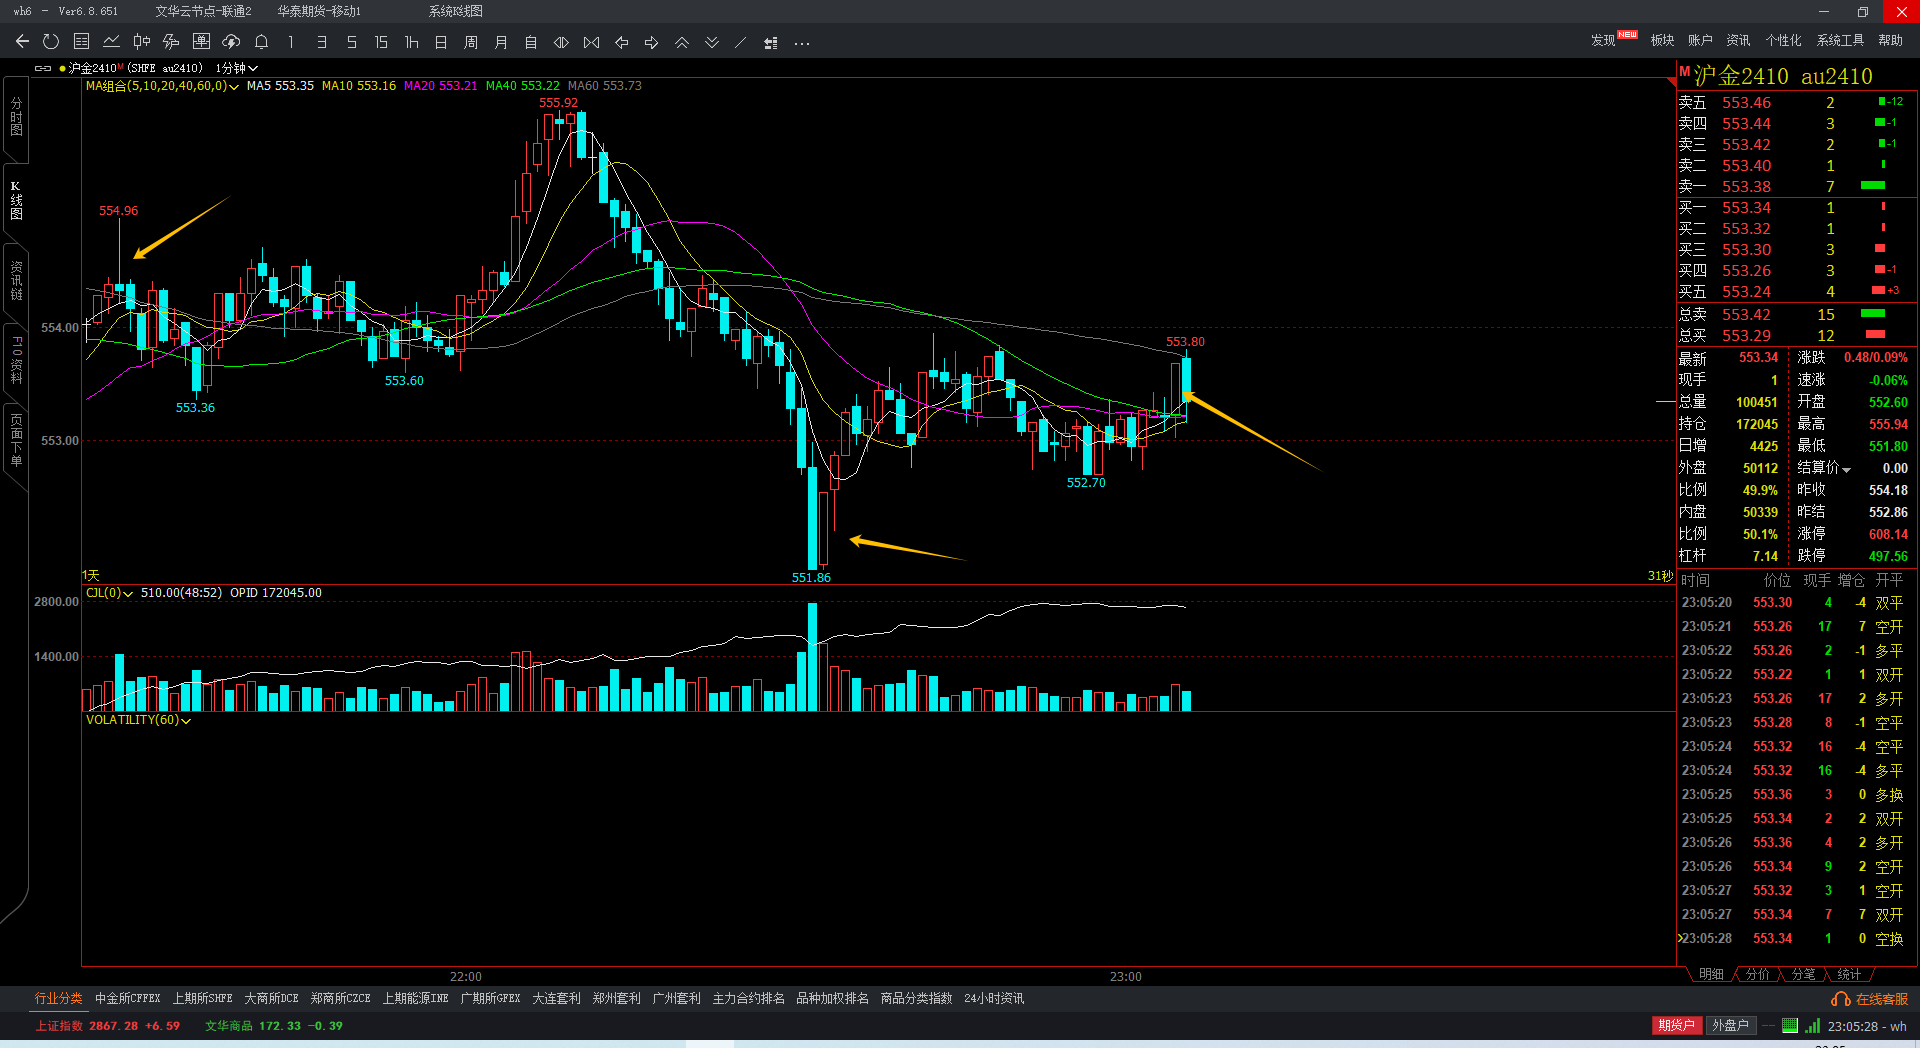 wh6 - Ver6.8.651 文华云节点-联通2 华泰期货-移动1 系统K线图
1 3 5 15 1h 日 周 月 自 ...
发现 NEW 板块 账户 资讯 个性化 系统工具 帮助
沪金2410M(SHFE au2410) 1分钟
MA组合(5,10,20,40,60,0) MA5 553.35 MA10 553.16 MA20 553.21 MA40 553.22 MA60 553.73
分时图
K线图
资讯链
F10资料
页面下单
555.92
554.96
554.00
553.80
553.60
553.36
553.00
552.70
551.86
1天 31秒
CJL(0) 510.00(48:52) OPID 172045.00
2800.00
1400.00
VOLATILITY(60)
22:00 23:00
M 沪金2410 au2410
卖五 553.46 2 -12
卖四 553.44 3 -1
卖三 553.42 2 -1
卖二 553.40 1
卖一 553.38 7
买一 553.34 1
买二 553.32 1
买三 553.30 3
买四 553.26 3 -1
买五 553.24 4 +3
总卖 553.42 15
总买 553.29 12
最新 553.34 涨跌 0.48/0.09%
现手 1 速涨 -0.06%
总量 100451 开盘 552.60
持仓 172045 最高 555.94
日增 4425 最低 551.80
外盘 50112 结算价 0.00
比例 49.9% 昨收 554.18
内盘 50339 昨结 552.86
比例 50.1% 涨停 608.14
杠杆 7.14 跌停 497.56
时间 价位 现手 增仓 开平
23:05:20 553.30 4 -4 双平
23:05:21 553.26 17 7 空开
23:05:22 553.26 2 -1 多平
23:05:22 553.22 1 1 双开
23:05:23 553.26 17 2 多开
23:05:23 553.28 8 -1 空平
23:05:24 553.32 16 -4 空平
23:05:24 553.32 16 -4 多平
23:05:25 553.36 3 0 多换
23:05:25 553.34 2 2 双开
23:05:26 553.36 4 2 多开
23:05:26 553.34 9 2 空开
23:05:27 553.32 3 1 空开
23:05:27 553.34 7 7 双开
23:05:28 553.34 1 0 空换
明细 分价 分笔 统计
行业分类 中金所CFFEX 上期所SHFE 大商所DCE 郑商所CZCE 上期能源INE 广期所GFEX 大连套利 郑州套利 广州套利 主力合约排名 品种加权排名 商品分类指数 24小时资讯 在线客服
上证指数 2867.28 +6.59 文华商品 172.33 -0.39 期货户 外盘户 23:05:28 - wh